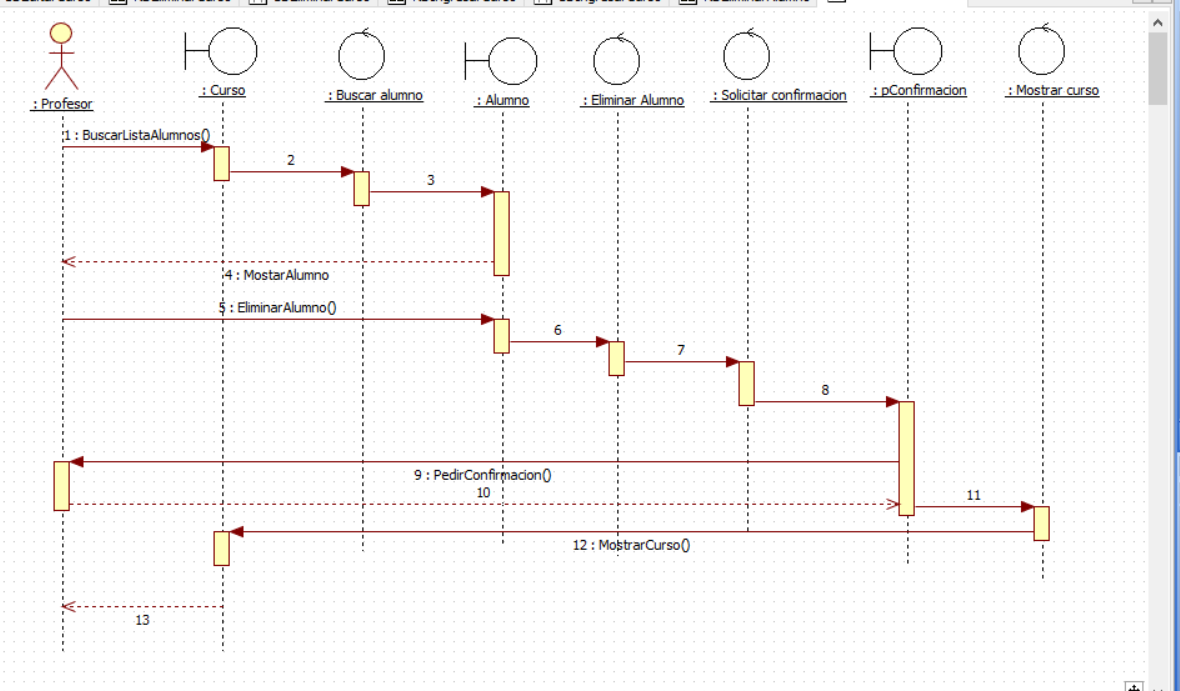 : Profesor
: Curso
: Buscar alumno
: Alumno
: Eliminar Alumno
: Solicitar confirmacion
: pConfirmacion
: Mostrar curso
1 : BuscarListaAlumnos()
2
3
4 : MostarAlumno
5 : EliminarAlumno()
6
7
8
9 : PedirConfirmacion()
10
11
12 : MostrarCurso()
13